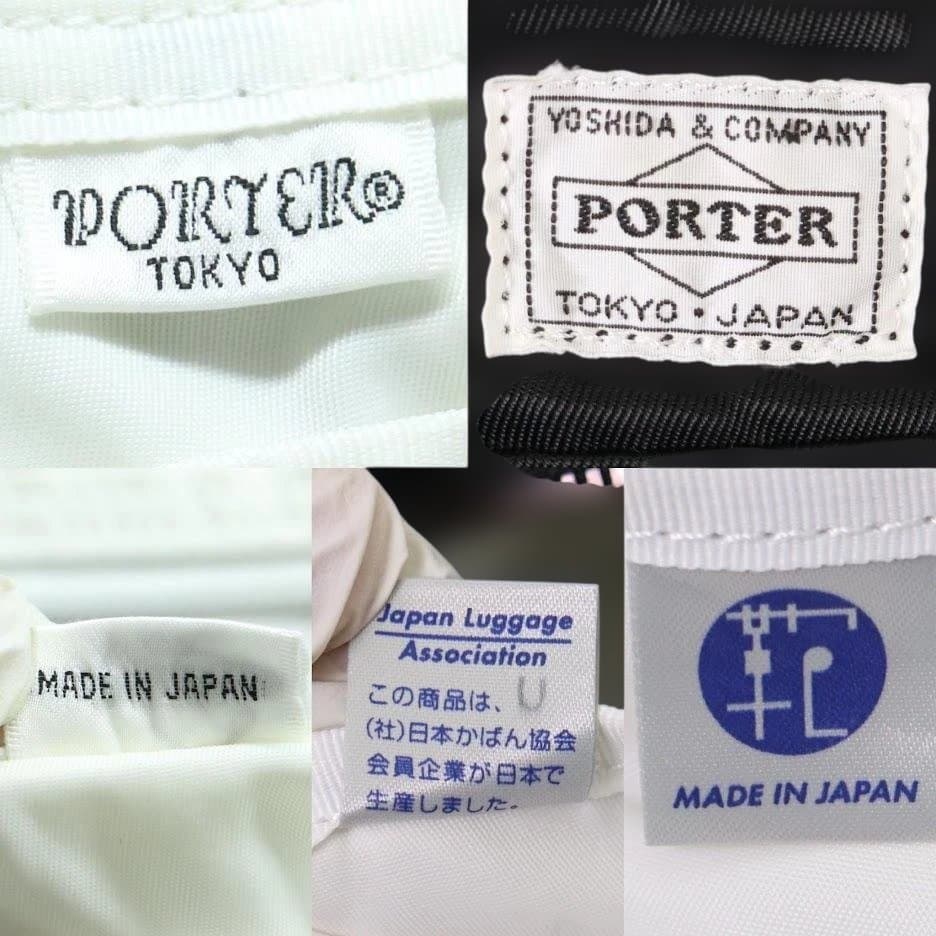 PORTER®
TOKYO
YOSHIDA & COMPANY
PORTER
TOKYO · JAPAN
MADE IN JAPAN
Japan Luggage
Association
この商品は、U
(社)日本かばん協会
会員企業が日本で
生産しました。
MADE IN JAPAN